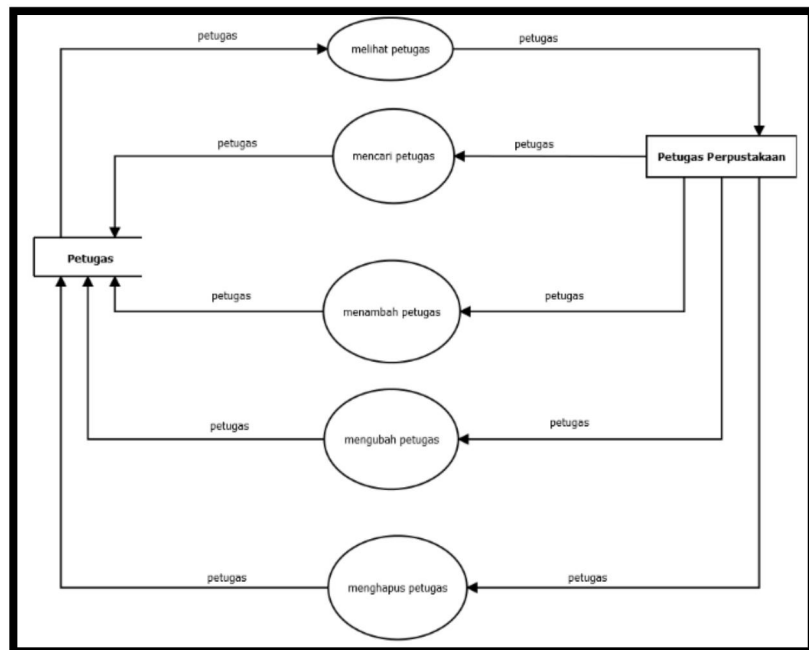 petugas
melihat petugas
petugas
petugas
mencari petugas
petugas
Petugas Perpustakaan
Petugas
petugas
menambah petugas
petugas
petugas
mengubah petugas
petugas
petugas
menghapus petugas
petugas